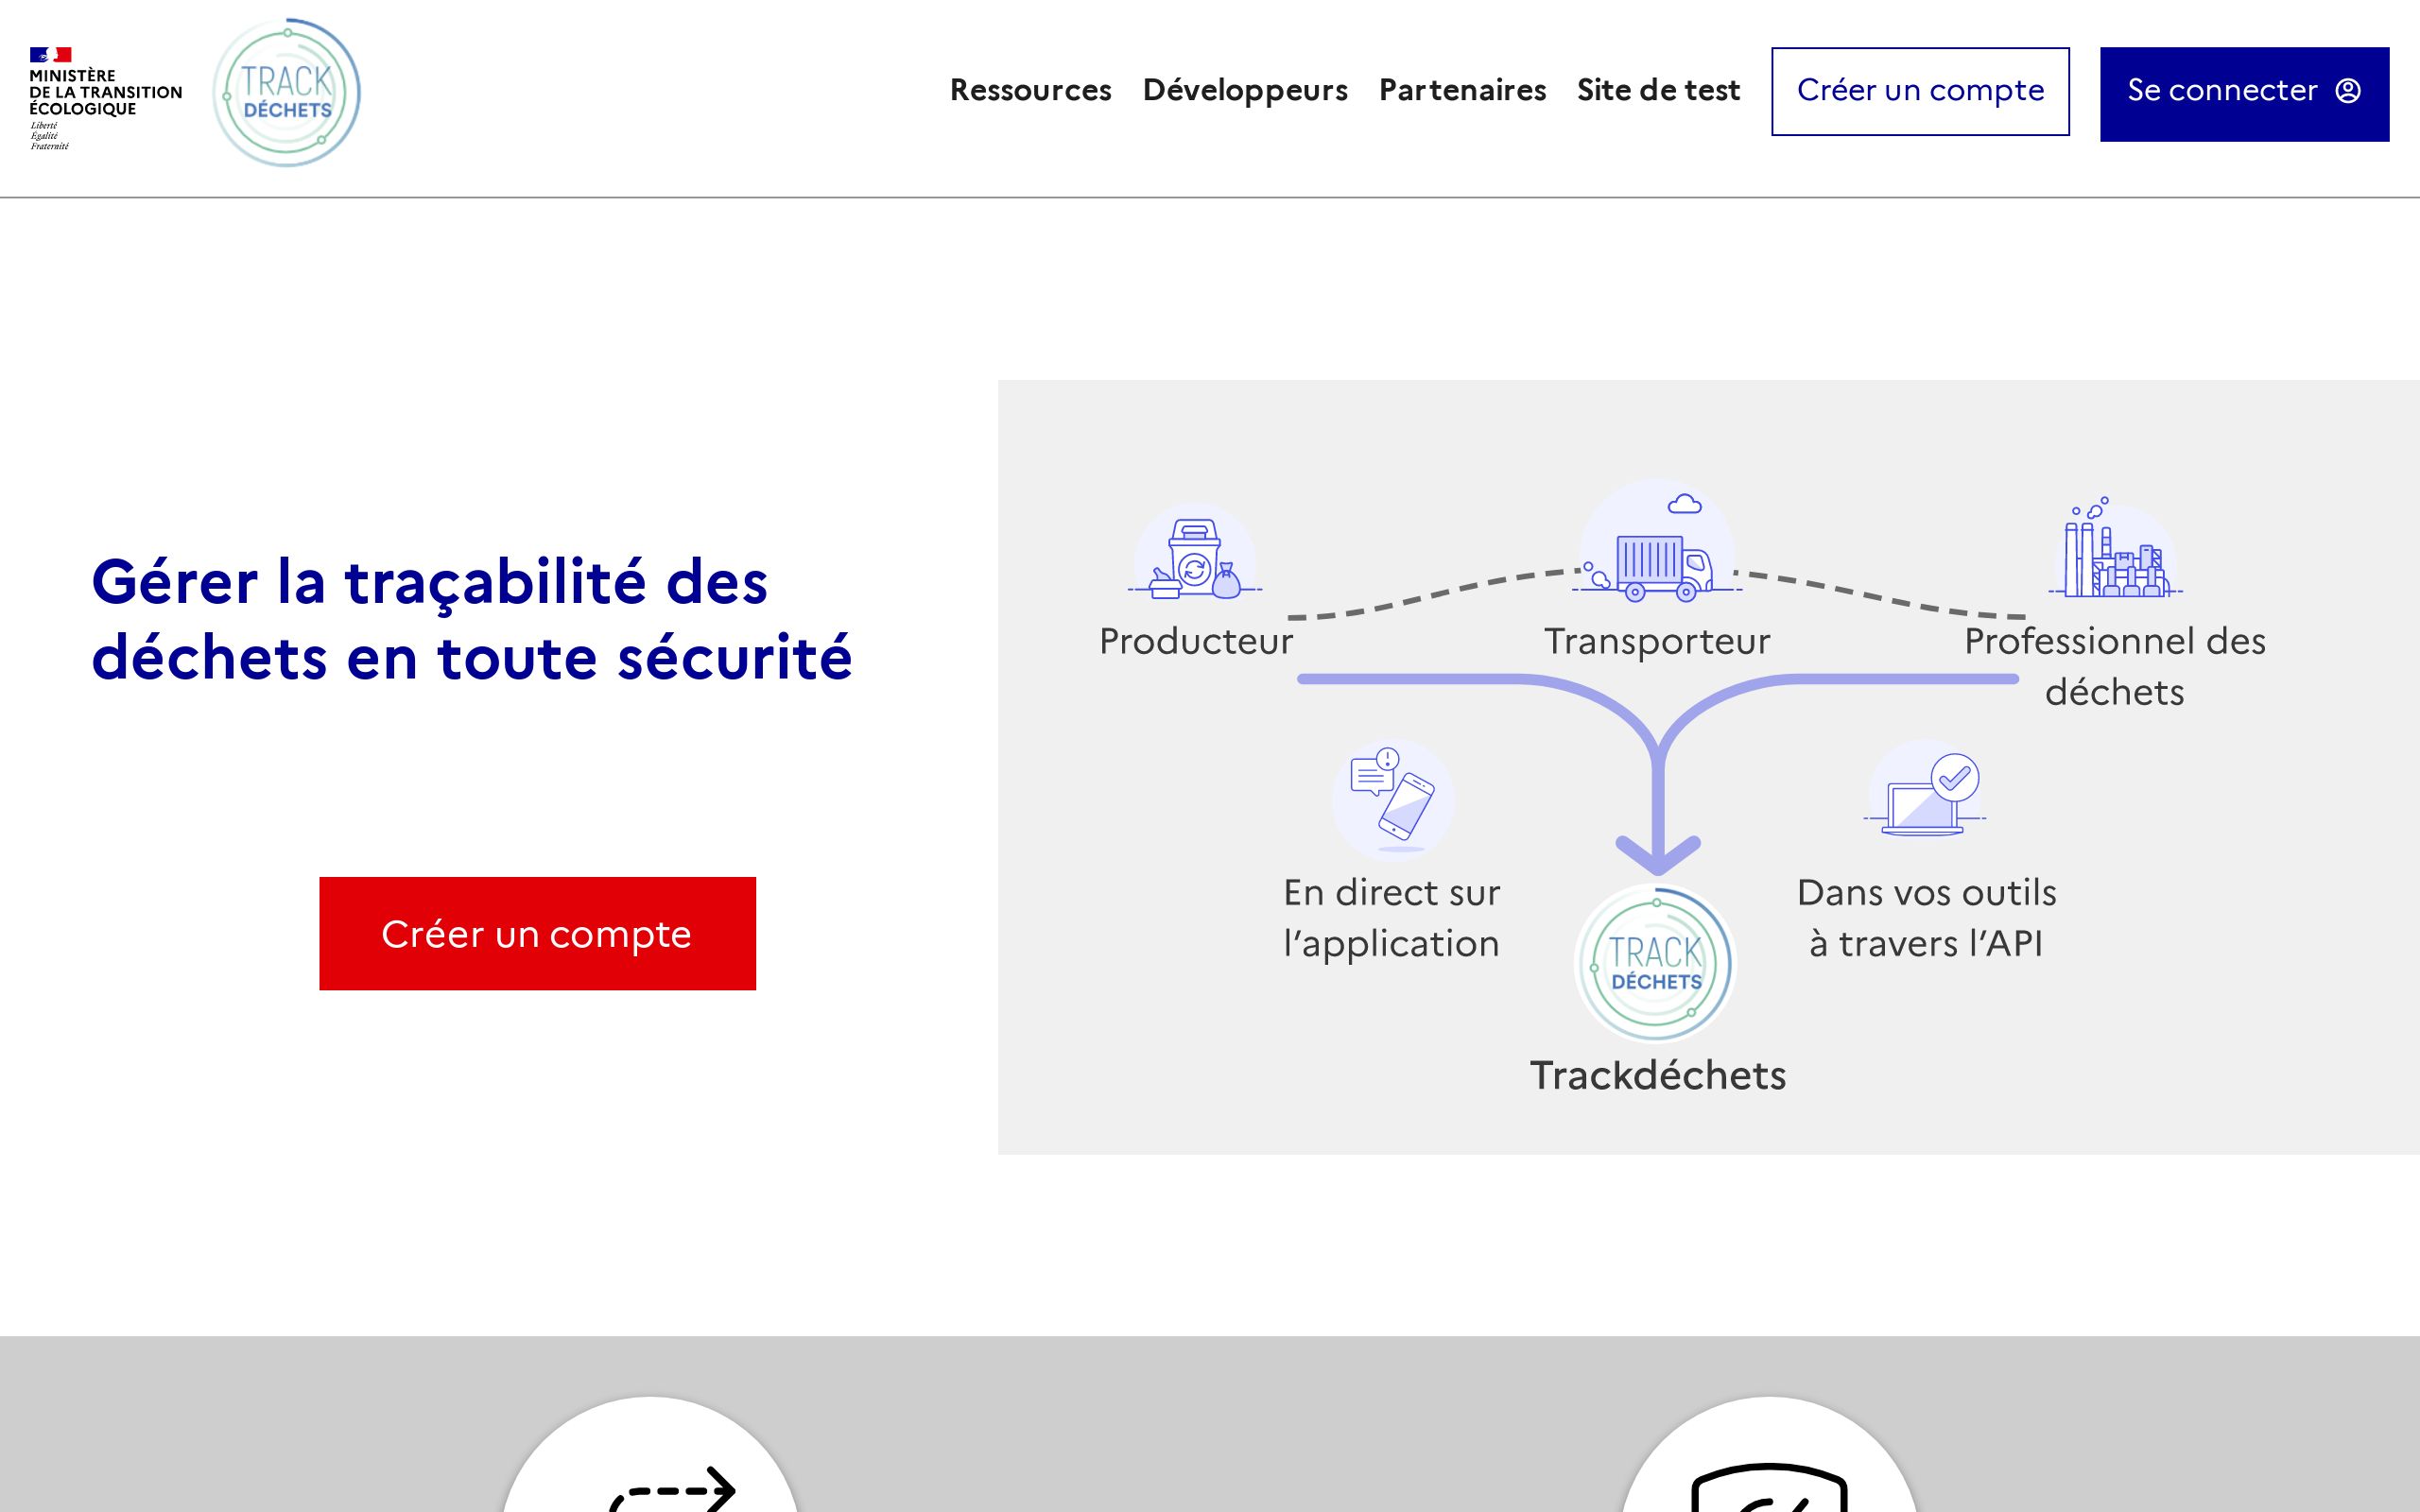 MINISTÈRE
DE LA TRANSITION
ÉCOLOGIQUE
Liberté
Égalité
Fraternité
TRACK
DÉCHETS
Ressources
Développeurs
Partenaires
Site de test
Créer un compte
Se connecter
Gérer la traçabilité des
déchets en toute sécurité
Créer un compte
Producteur
Transporteur
Professionnel des
déchets
En direct sur
l’application
Dans vos outils
à travers l’API
TRACK
DÉCHETS
Trackdéchets